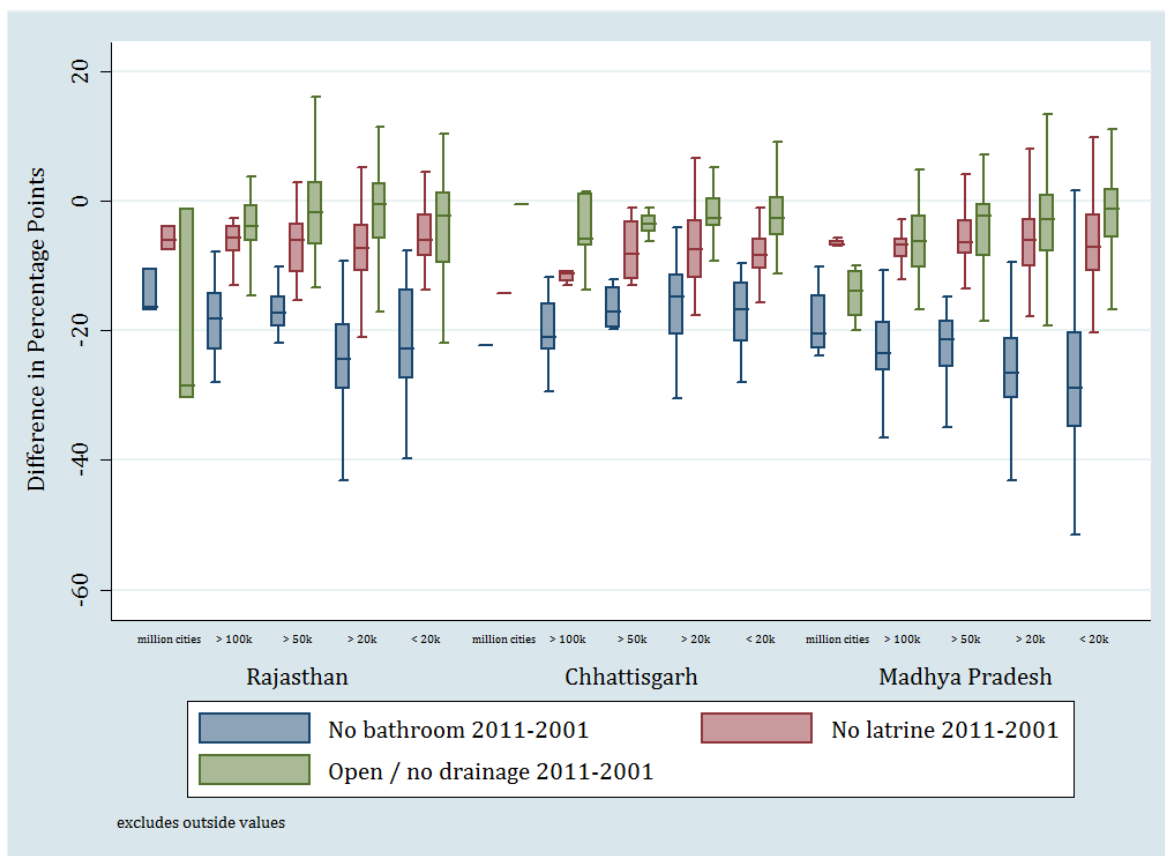 Difference in Percentage Points
20
0
-20
-40
-60
million cities > 100k > 50k > 20k < 20k million cities > 100k > 50k > 20k < 20k million cities > 100k > 50k > 20k < 20k
Rajasthan Chhattisgarh Madhya Pradesh
No bathroom 2011-2001 No latrine 2011-2001
Open / no drainage 2011-2001
excludes outside values